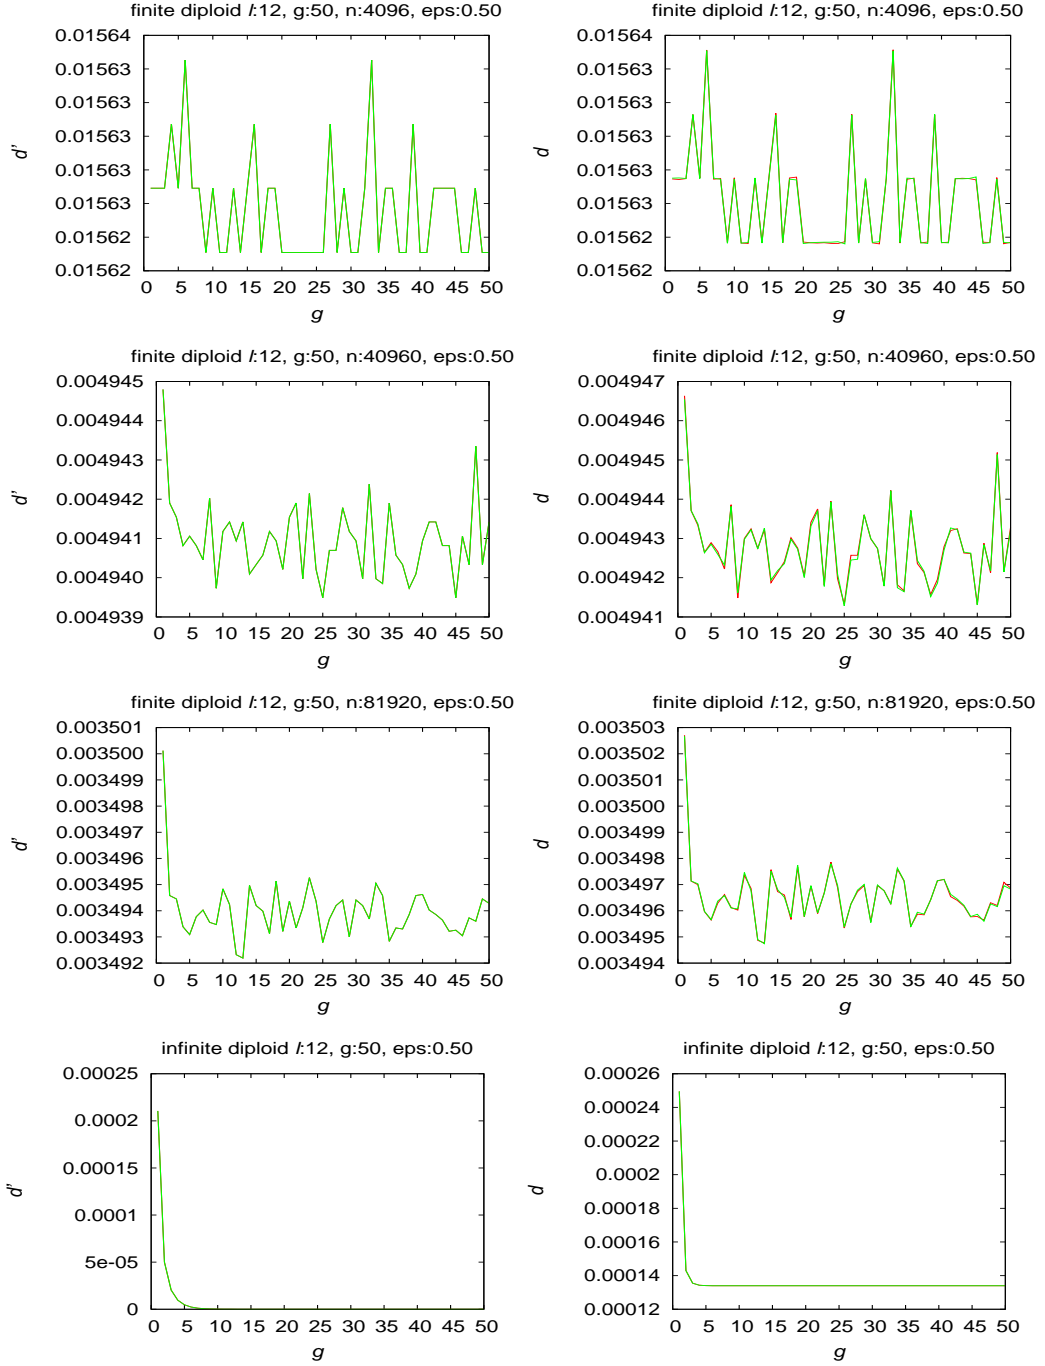 finite diploid l:12, g:50, n:4096, eps:0.50
0.01564
0.01563
0.01563
0.01563
0.01563
0.01563
0.01562
0.01562
d'
0 5 10 15 20 25 30 35 40 45 50
g
finite diploid l:12, g:50, n:4096, eps:0.50
0.01564
0.01563
0.01563
0.01563
0.01563
0.01563
0.01562
0.01562
d
0 5 10 15 20 25 30 35 40 45 50
g
finite diploid l:12, g:50, n:40960, eps:0.50
0.004945
0.004944
0.004943
0.004942
0.004941
0.004940
0.004939
d'
0 5 10 15 20 25 30 35 40 45 50
g
finite diploid l:12, g:50, n:40960, eps:0.50
0.004947
0.004946
0.004945
0.004944
0.004943
0.004942
0.004941
d
0 5 10 15 20 25 30 35 40 45 50
g
finite diploid l:12, g:50, n:81920, eps:0.50
0.003501
0.003500
0.003499
0.003498
0.003497
0.003496
0.003495
0.003494
0.003493
0.003492
d'
0 5 10 15 20 25 30 35 40 45 50
g
finite diploid l:12, g:50, n:81920, eps:0.50
0.003503
0.003502
0.003501
0.003500
0.003499
0.003498
0.003497
0.003496
0.003495
0.003494
d
0 5 10 15 20 25 30 35 40 45 50
g
infinite diploid l:12, g:50, eps:0.50
0.00025
0.0002
0.00015
0.0001
5e-05
0
d'
0 5 10 15 20 25 30 35 40 45 50
g
infinite diploid l:12, g:50, eps:0.50
0.00026
0.00024
0.00022
0.0002
0.00018
0.00016
0.00014
0.00012
d
0 5 10 15 20 25 30 35 40 45 50
g